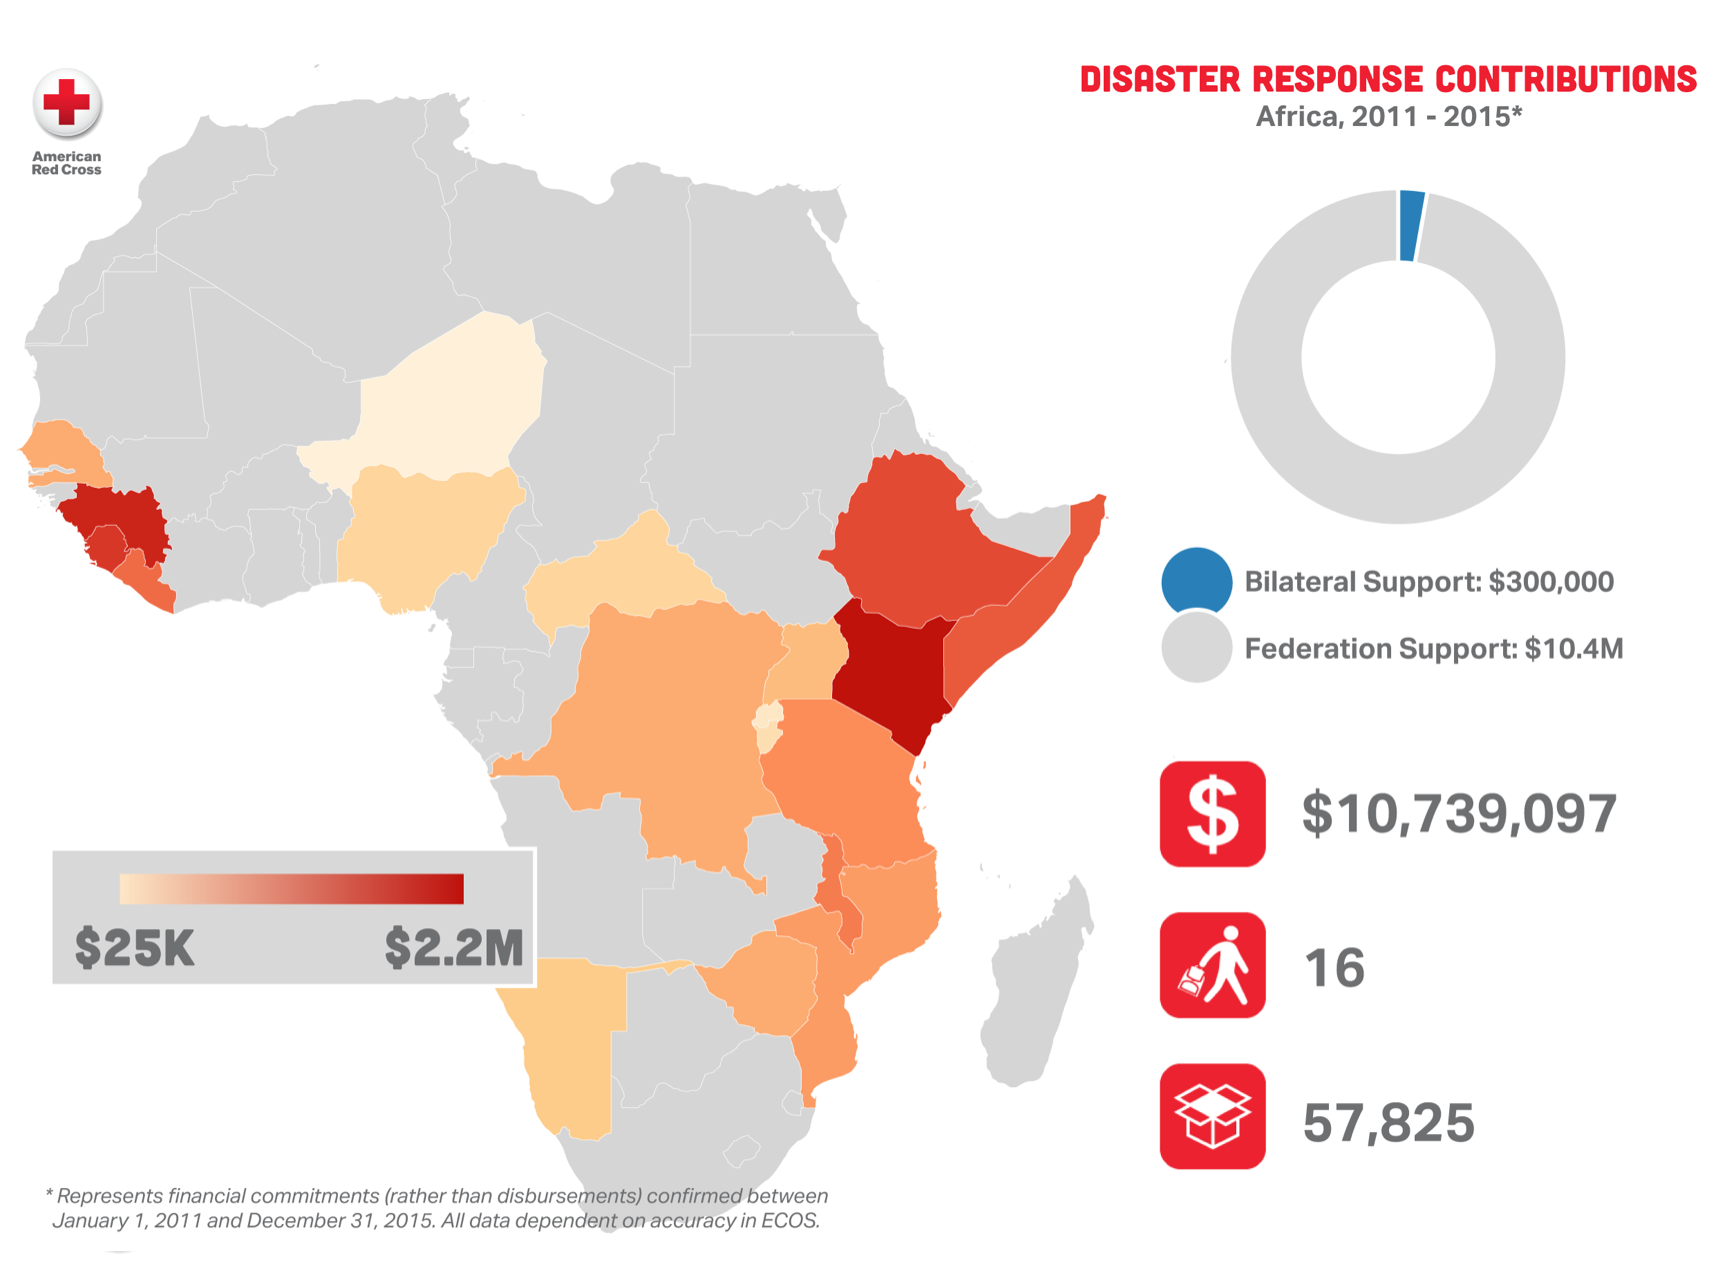 American
Red Cross
DISASTER RESPONSE CONTRIBUTIONS
Africa, 2011 - 2015*
Bilateral Support: $300,000
Federation Support: $10.4M
$
$10,739,097
16
57,825
$25K
$2.2M
* Represents financial commitments (rather than disbursements) confirmed between
January 1, 2011 and December 31, 2015. All data dependent on accuracy in ECOS.